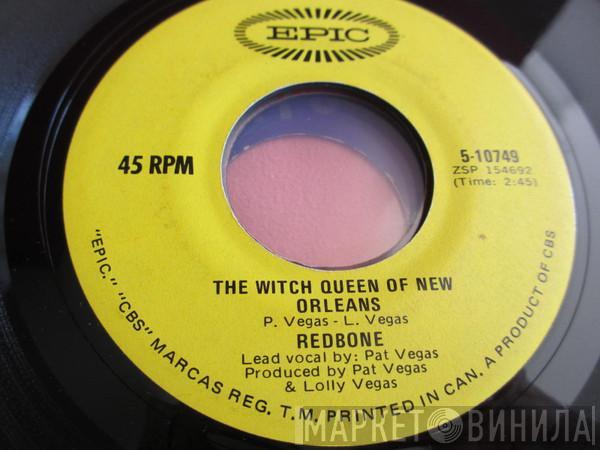 EPIC
45 RPM
5-10749
ZSP 154692
(Time: 2:45)
THE WITCH QUEEN OF NEW
ORLEANS
P. Vegas - L. Vegas
REDBONE
Lead vocal by: Pat Vegas
Produced by Pat Vegas
& Lolly Vegas
"EPIC." "CBS" MARCAS REG. T.M. PRINTED IN CAN. A PRODUCT OF CBS
МАРКЕТ ВИНИЛА